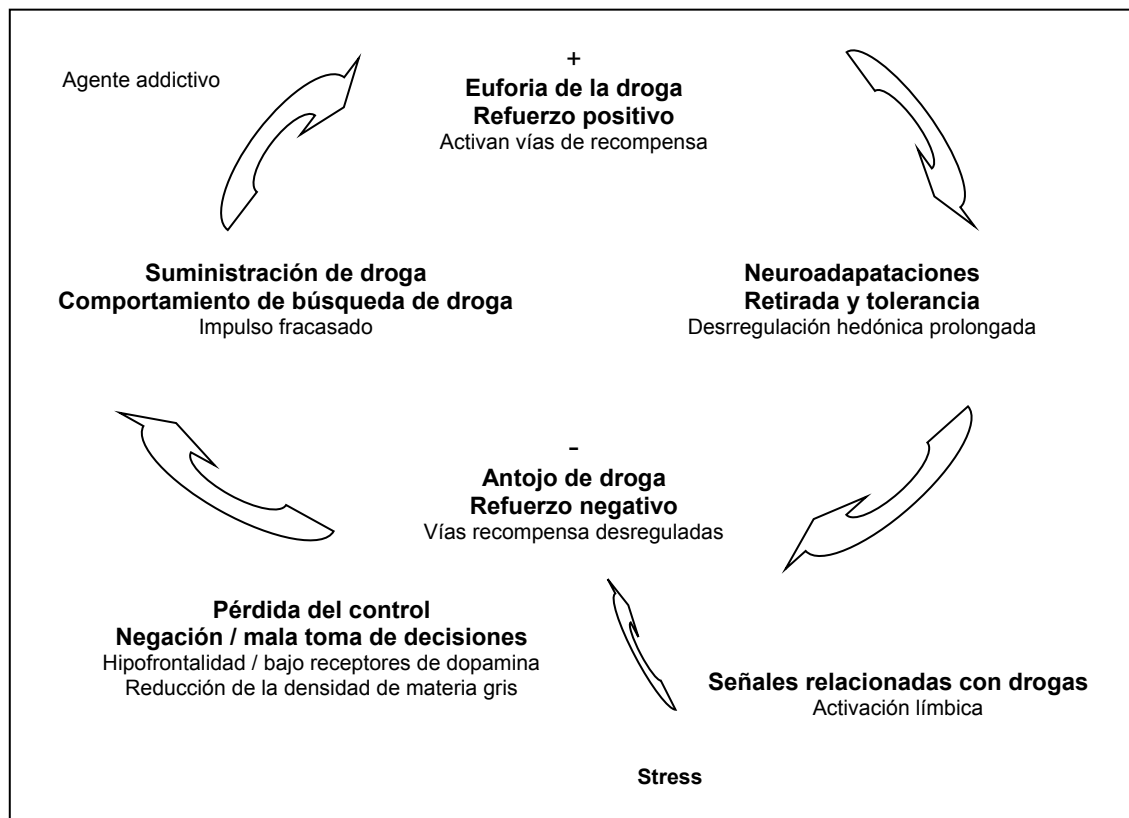 Agente addictivo
+
Euforia de la droga
Refuerzo positivo
Activan vías de recompensa
Suministración de droga
Comportamiento de búsqueda de droga
Impulso fracasado
Neuroadapataciones
Retirada y tolerancia
Desrregulación hedónica prolongada
-
Antojo de droga
Refuerzo negativo
Vías recompensa desreguladas
Pérdida del control
Negación / mala toma de decisiones
Hipofrontalidad / bajo receptores de dopamina
Reducción de la densidad de materia gris
Señales relacionadas con drogas
Activación límbica
Stress